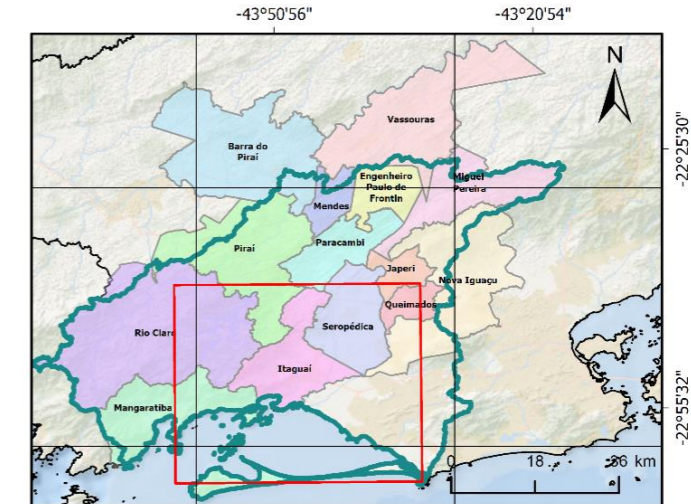 -43°50'56"
-43°20'54"
N
Vassouras
-22°25'30"
Barra do
Piraí
Engenheiro
Paulo de
Frontin
Miguel
Pereira
Mendes
Piraí
Paracambi
Japeri
Nova Iguaçu
Queimados
Rio Claro
Seropédica
Itaguaí
Mangaratiba
-22°55'32"
0 18 36 km